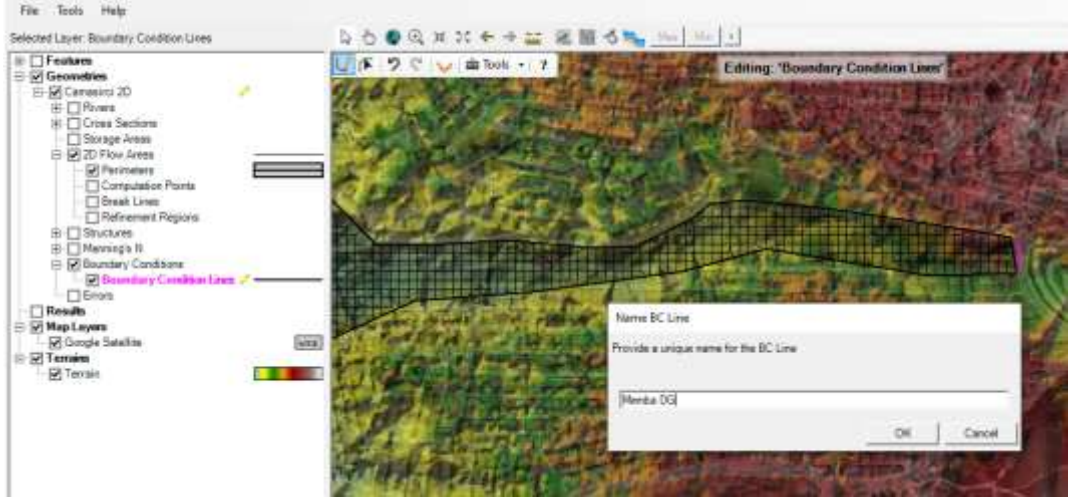 File Tools Help
Selected Layer: Boundary Condition Lines
Features
Geometries
Camasirci 2D
Rivers
Cross Sections
Storage Areas
2D Flow Areas
Perimeters
Computation Points
Break Lines
Refinement Regions
Structures
Manning's N
Boundary Conditions
Boundary Condition Lines
Errors
Results
Map Layers
Google Satellite
Terrains
Terrain
Max Min
Tools ?
Editing: 'Boundary Condition Lines'
Name BC Line
Provide a unique name for the BC Line
Memba DG
OK Cancel